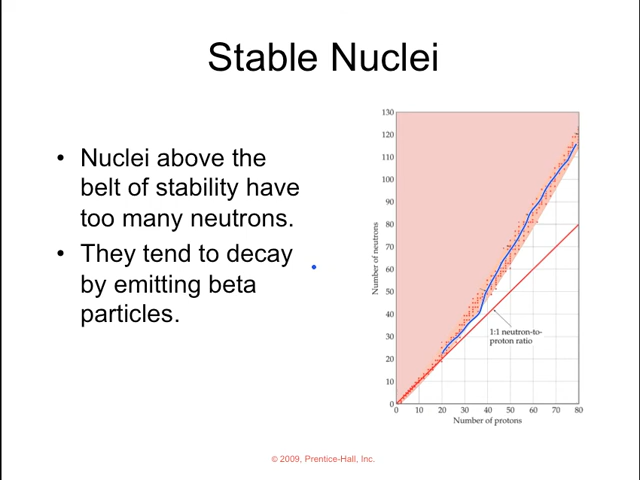 Stable Nuclei
• Nuclei above the
belt of stability have
too many neutrons.
• They tend to decay
by emitting beta
particles.
130
120
110
100
90
80
70
60
50
40
30
20
10
0
Number of neutrons
1:1 neutron-to-
proton ratio
0 10 20 30 40 50 60 70 80
Number of protons
© 2009, Prentice-Hall, Inc.